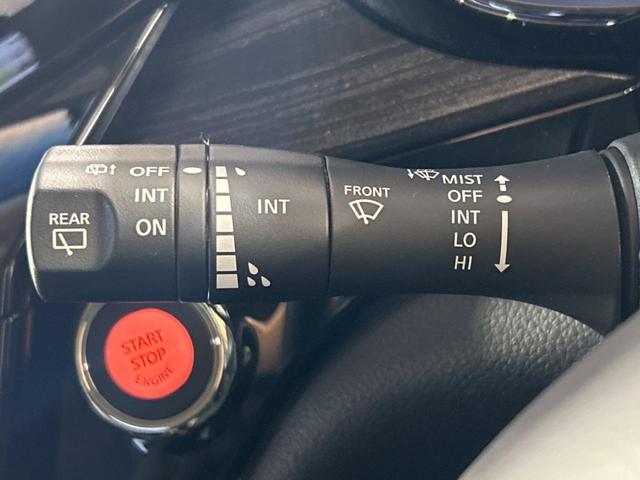 REAR
OFF
INT
ON
INT
FRONT
MIST
OFF
INT
LO
HI
START
STOP
ENGINE